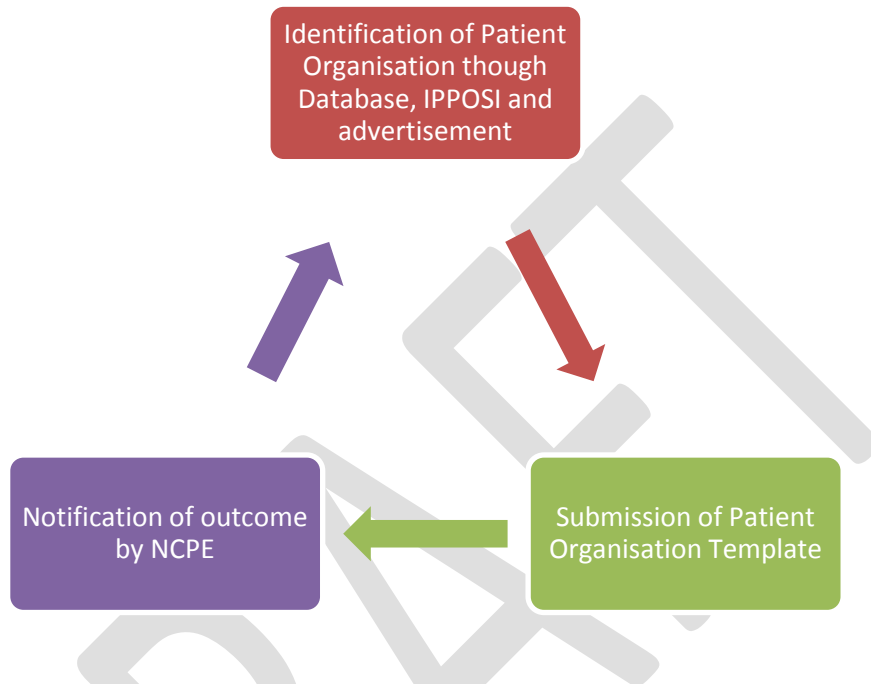 Identification of Patient
Organisation though
Database, IPPOSI and
advertisement
Notification of outcome
by NCPE
Submission of Patient
Organisation Template
DRAFT